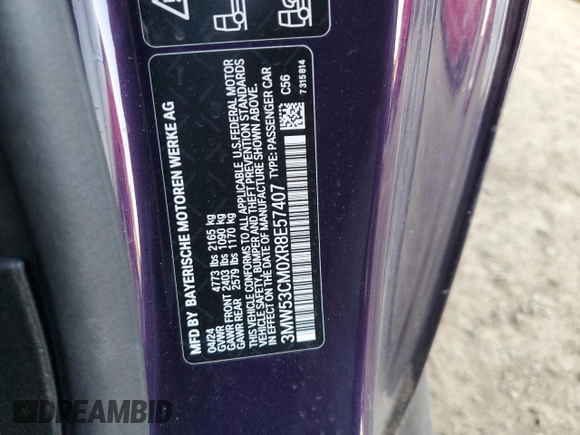 MFD BY BAYERISCHE MOTOREN WERKE AG
04/24
GVWR 4773 lbs 2165 kg
GAWR FRONT 2403 lbs 1090 kg
GAWR REAR 2579 lbs 1170 kg
THIS VEHICLE CONFORMS TO ALL APPLICABLE U.S.FEDERAL MOTOR
VEHICLE SAFETY, BUMPER AND THEFT PREVENTION STANDARDS
IN EFFECT ON THE DATE OF MANUFACTURE SHOWN ABOVE.
3MW53CM0XR8E57407 TYPE: PASSENGER CAR
C56
7315814
DREAMBID